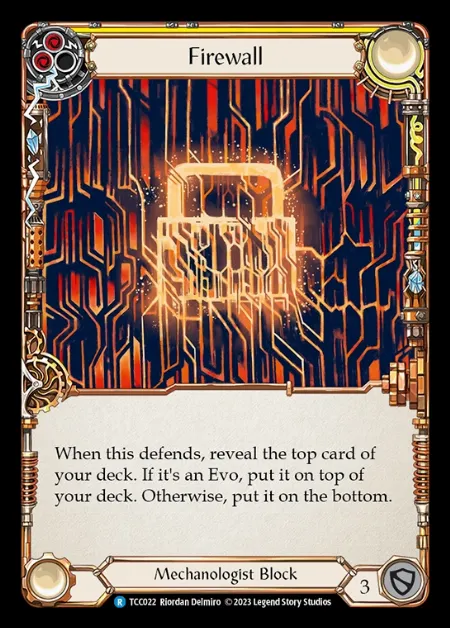 Firewall
When this defends, reveal the top card of
your deck. If it's an Evo, put it on top of
your deck. Otherwise, put it on the bottom.
Mechanologist Block
3
R TCC022 Riordan Delmiro © 2023 Legend Story Studios